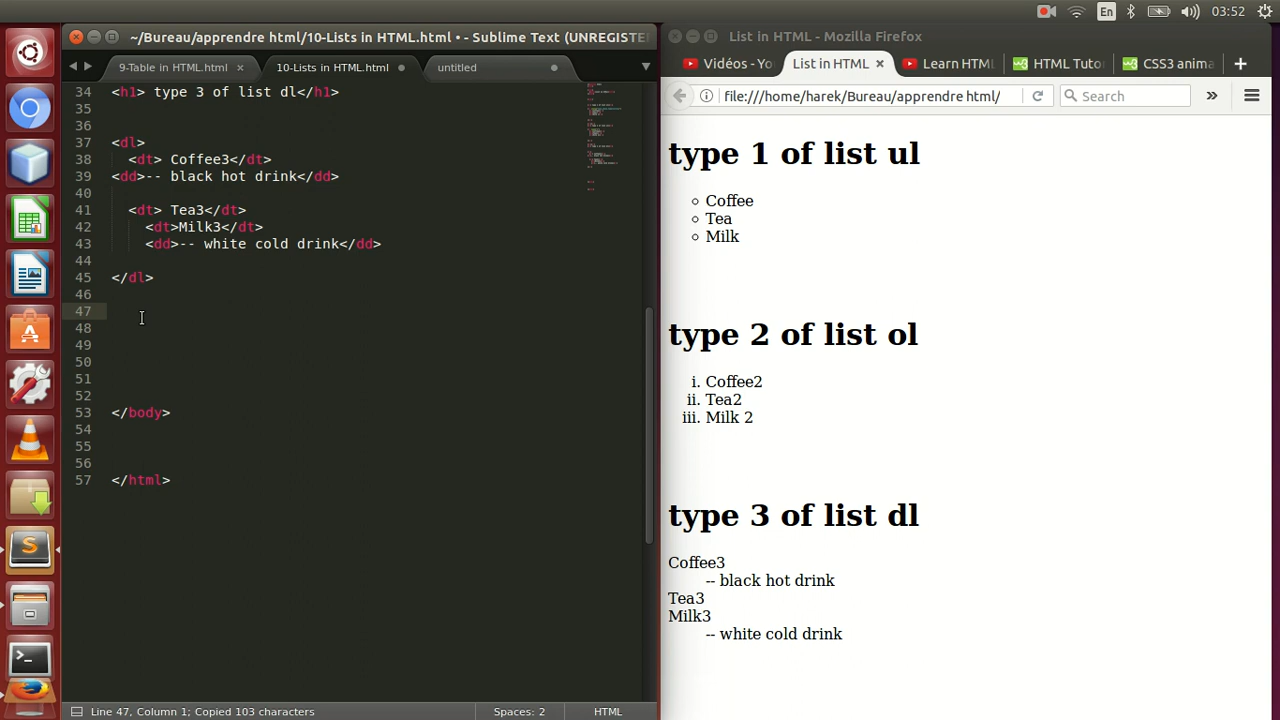 En
03:52
~/Bureau/apprendre html/10-Lists in HTML.html • - Sublime Text (UNREGISTE
9-Table in HTML.html
10-Lists in HTML.html
untitled
34 <h1> type 3 of list dl</h1>
35
36
37 <dl>
38 <dt> Coffee3</dt>
39 <dd>-- black hot drink</dd>
40
41 <dt> Tea3</dt>
42 <dt>Milk3</dt>
43 <dd>-- white cold drink</dd>
44
45 </dl>
46
47
48
49
50
51
52
53 </body>
54
55
56
57 </html>
Line 47, Column 1; Copied 103 characters
Spaces: 2
HTML
List in HTML - Mozilla Firefox
Vidéos - Yo
List in HTML
Learn HTM
HTML Tuto
CSS3 anima
file:///home/harek/Bureau/apprendre html/
Search
type 1 of list ul
Coffee
Tea
Milk
type 2 of list ol
i. Coffee2
ii. Tea2
iii. Milk 2
type 3 of list dl
Coffee3
-- black hot drink
Tea3
Milk3
-- white cold drink